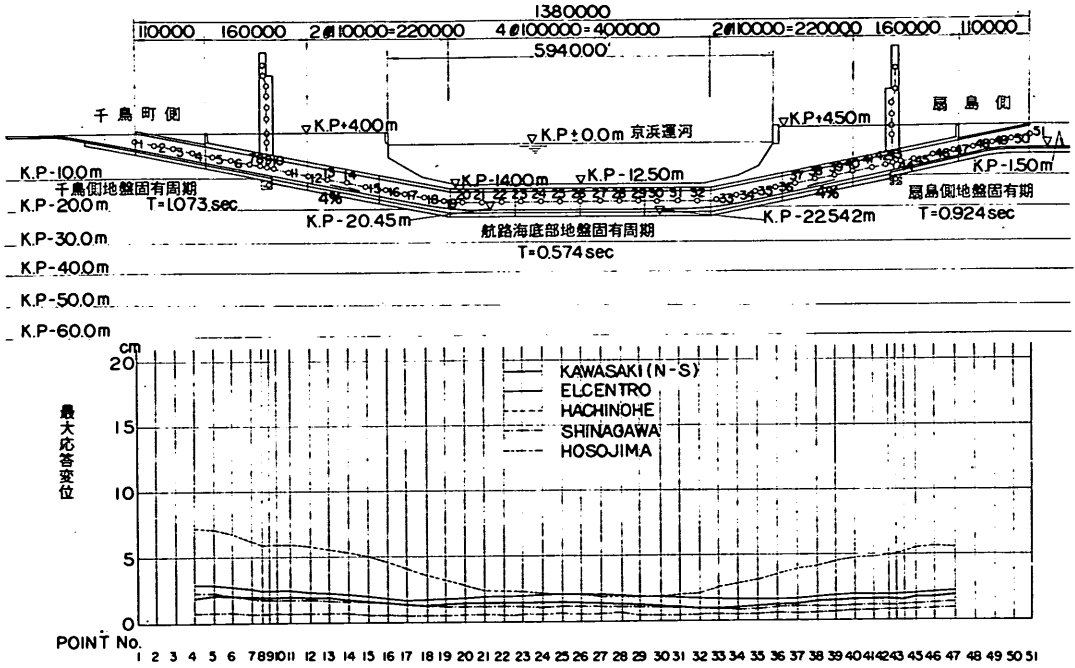 1380000
110000 160000 2@110000=220000 4@100000=400000 2@110000=220000 160000 110000
594000
千鳥町側
扇島側
K.P+4.00m
K.P±0.0m 京浜運河
K.P+4.50m
K.P-1.50m
K.P-10.0m
K.P-14.00m
K.P-12.50m
千鳥側地盤固有周期
T=1.073sec
扇島側地盤固有周期
T=0.924sec
K.P-20.0m
4%
4%
K.P-20.45m
K.P-22.542m
航路海底部地盤固有周期
T=0.574sec
K.P-30.0m
K.P-40.0m
K.P-50.0m
K.P-60.0m
cm
20
15
10
5
0
最大応答変位
KAWASAKI(N-S)
ELCENTRO
HACHINOHE
SHINAGAWA
HOSOJIMA
POINT No.
1 2 3 4 5 6 7 8 9 10 11 12 13 14 15 16 17 18 19 20 21 22 23 24 25 26 27 28 29 30 31 32 33 34 35 36 37 38 39 40 41 42 43 44 45 46 47 48 49 50 51